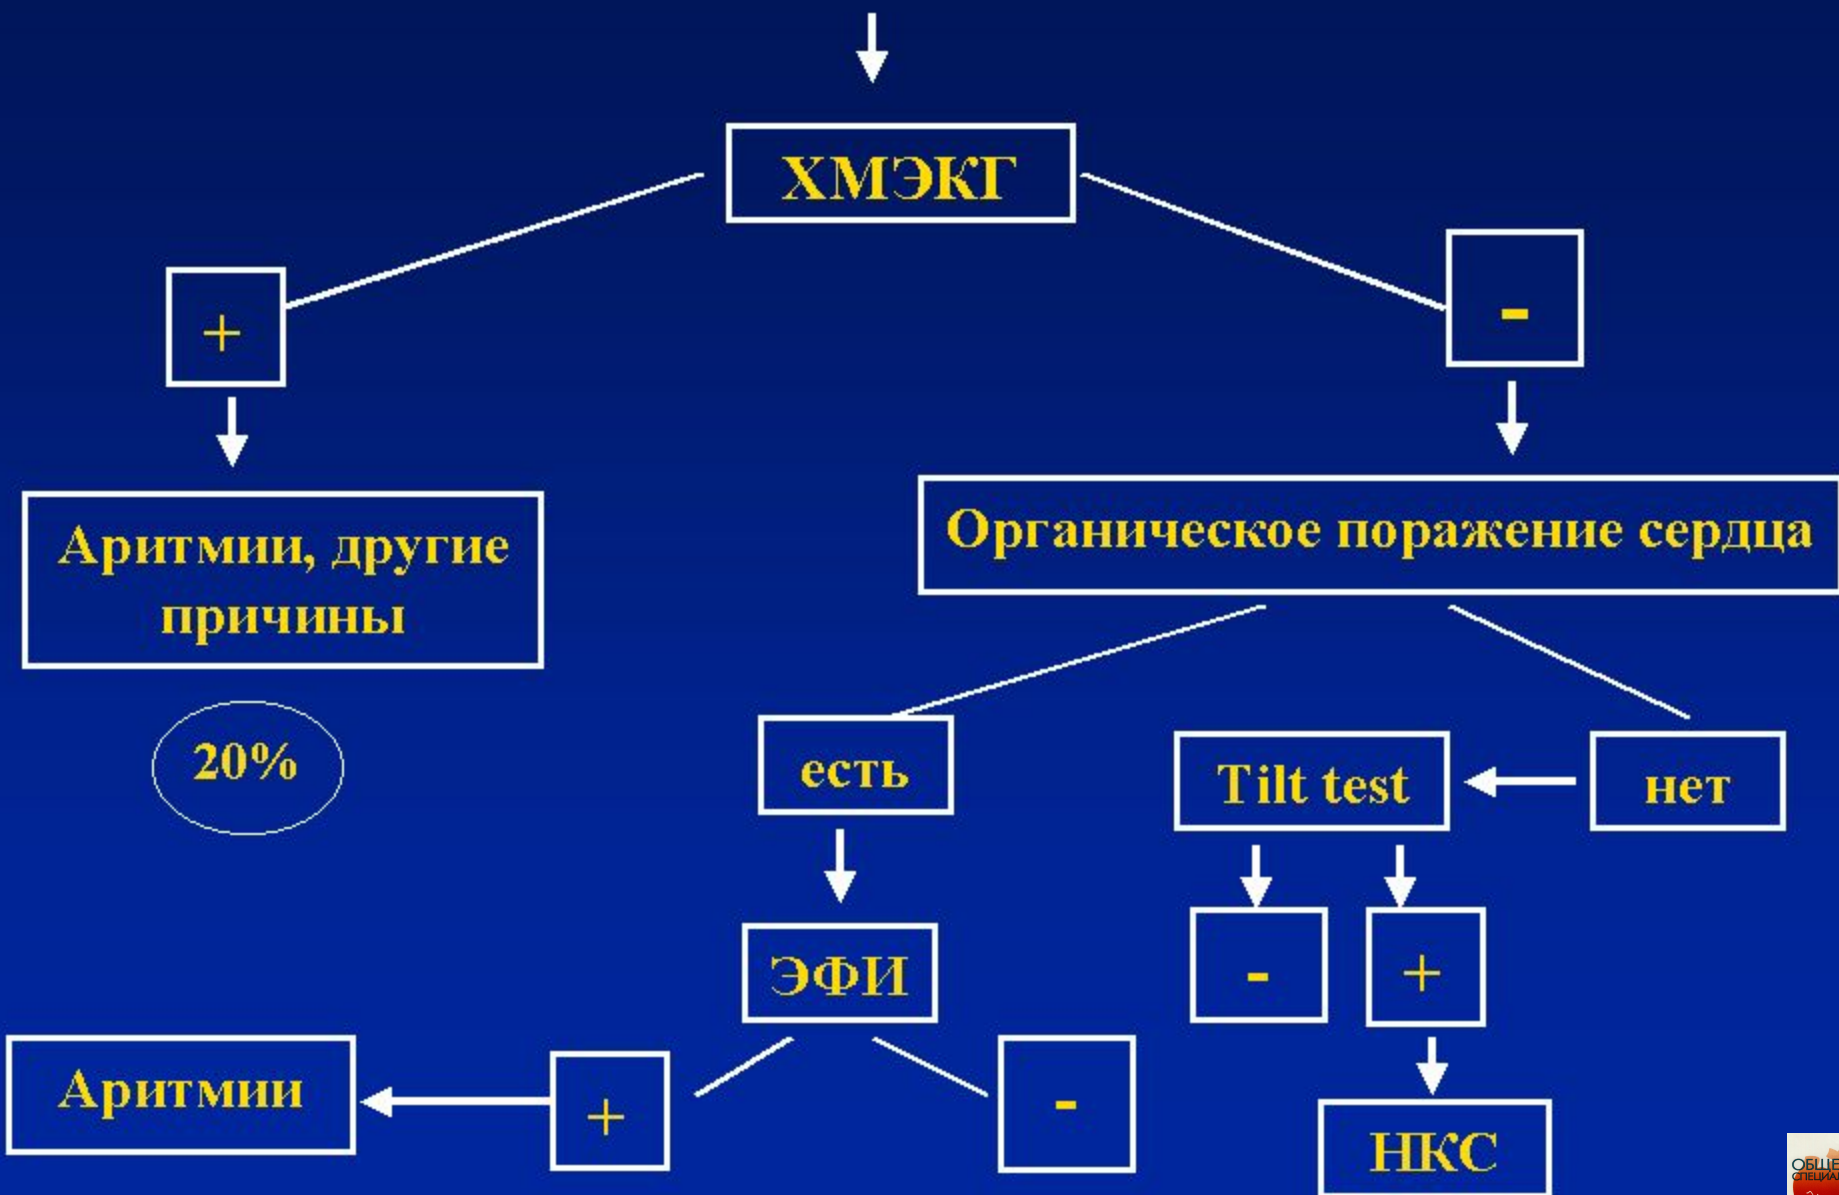 ХМЭКГ
+
-
Аритмии, другие
причины
Органическое поражение сердца
20%
есть
Tilt test
нет
ЭФИ
-
+
Аритмии
+
-
НКС